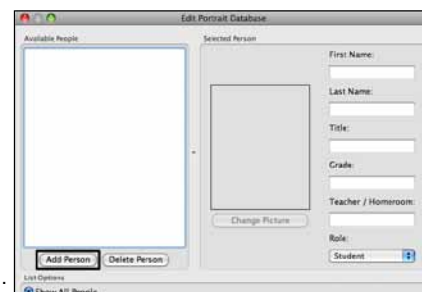 Edit Portrait Database
Available People
Selected Person
First Name:
Last Name:
Title:
Grade:
Teacher / Homeroom:
Change Picture
Role:
Student
Add Person
Delete Person
List Options
Show All People